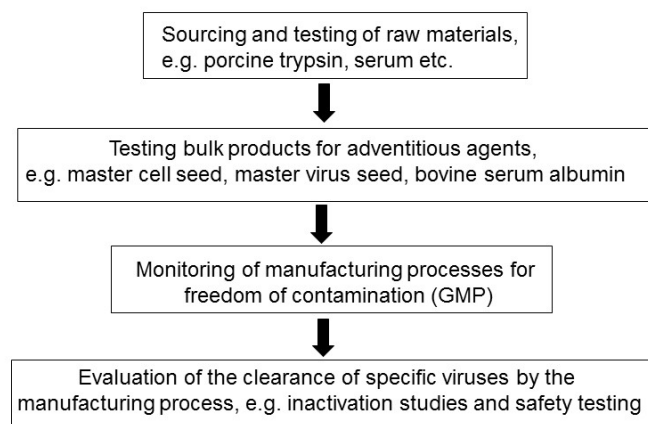 Sourcing and testing of raw materials,
e.g. porcine trypsin, serum etc.
Testing bulk products for adventitious agents,
e.g. master cell seed, master virus seed, bovine serum albumin
Monitoring of manufacturing processes for
freedom of contamination (GMP)
Evaluation of the clearance of specific viruses by the
manufacturing process, e.g. inactivation studies and safety testing